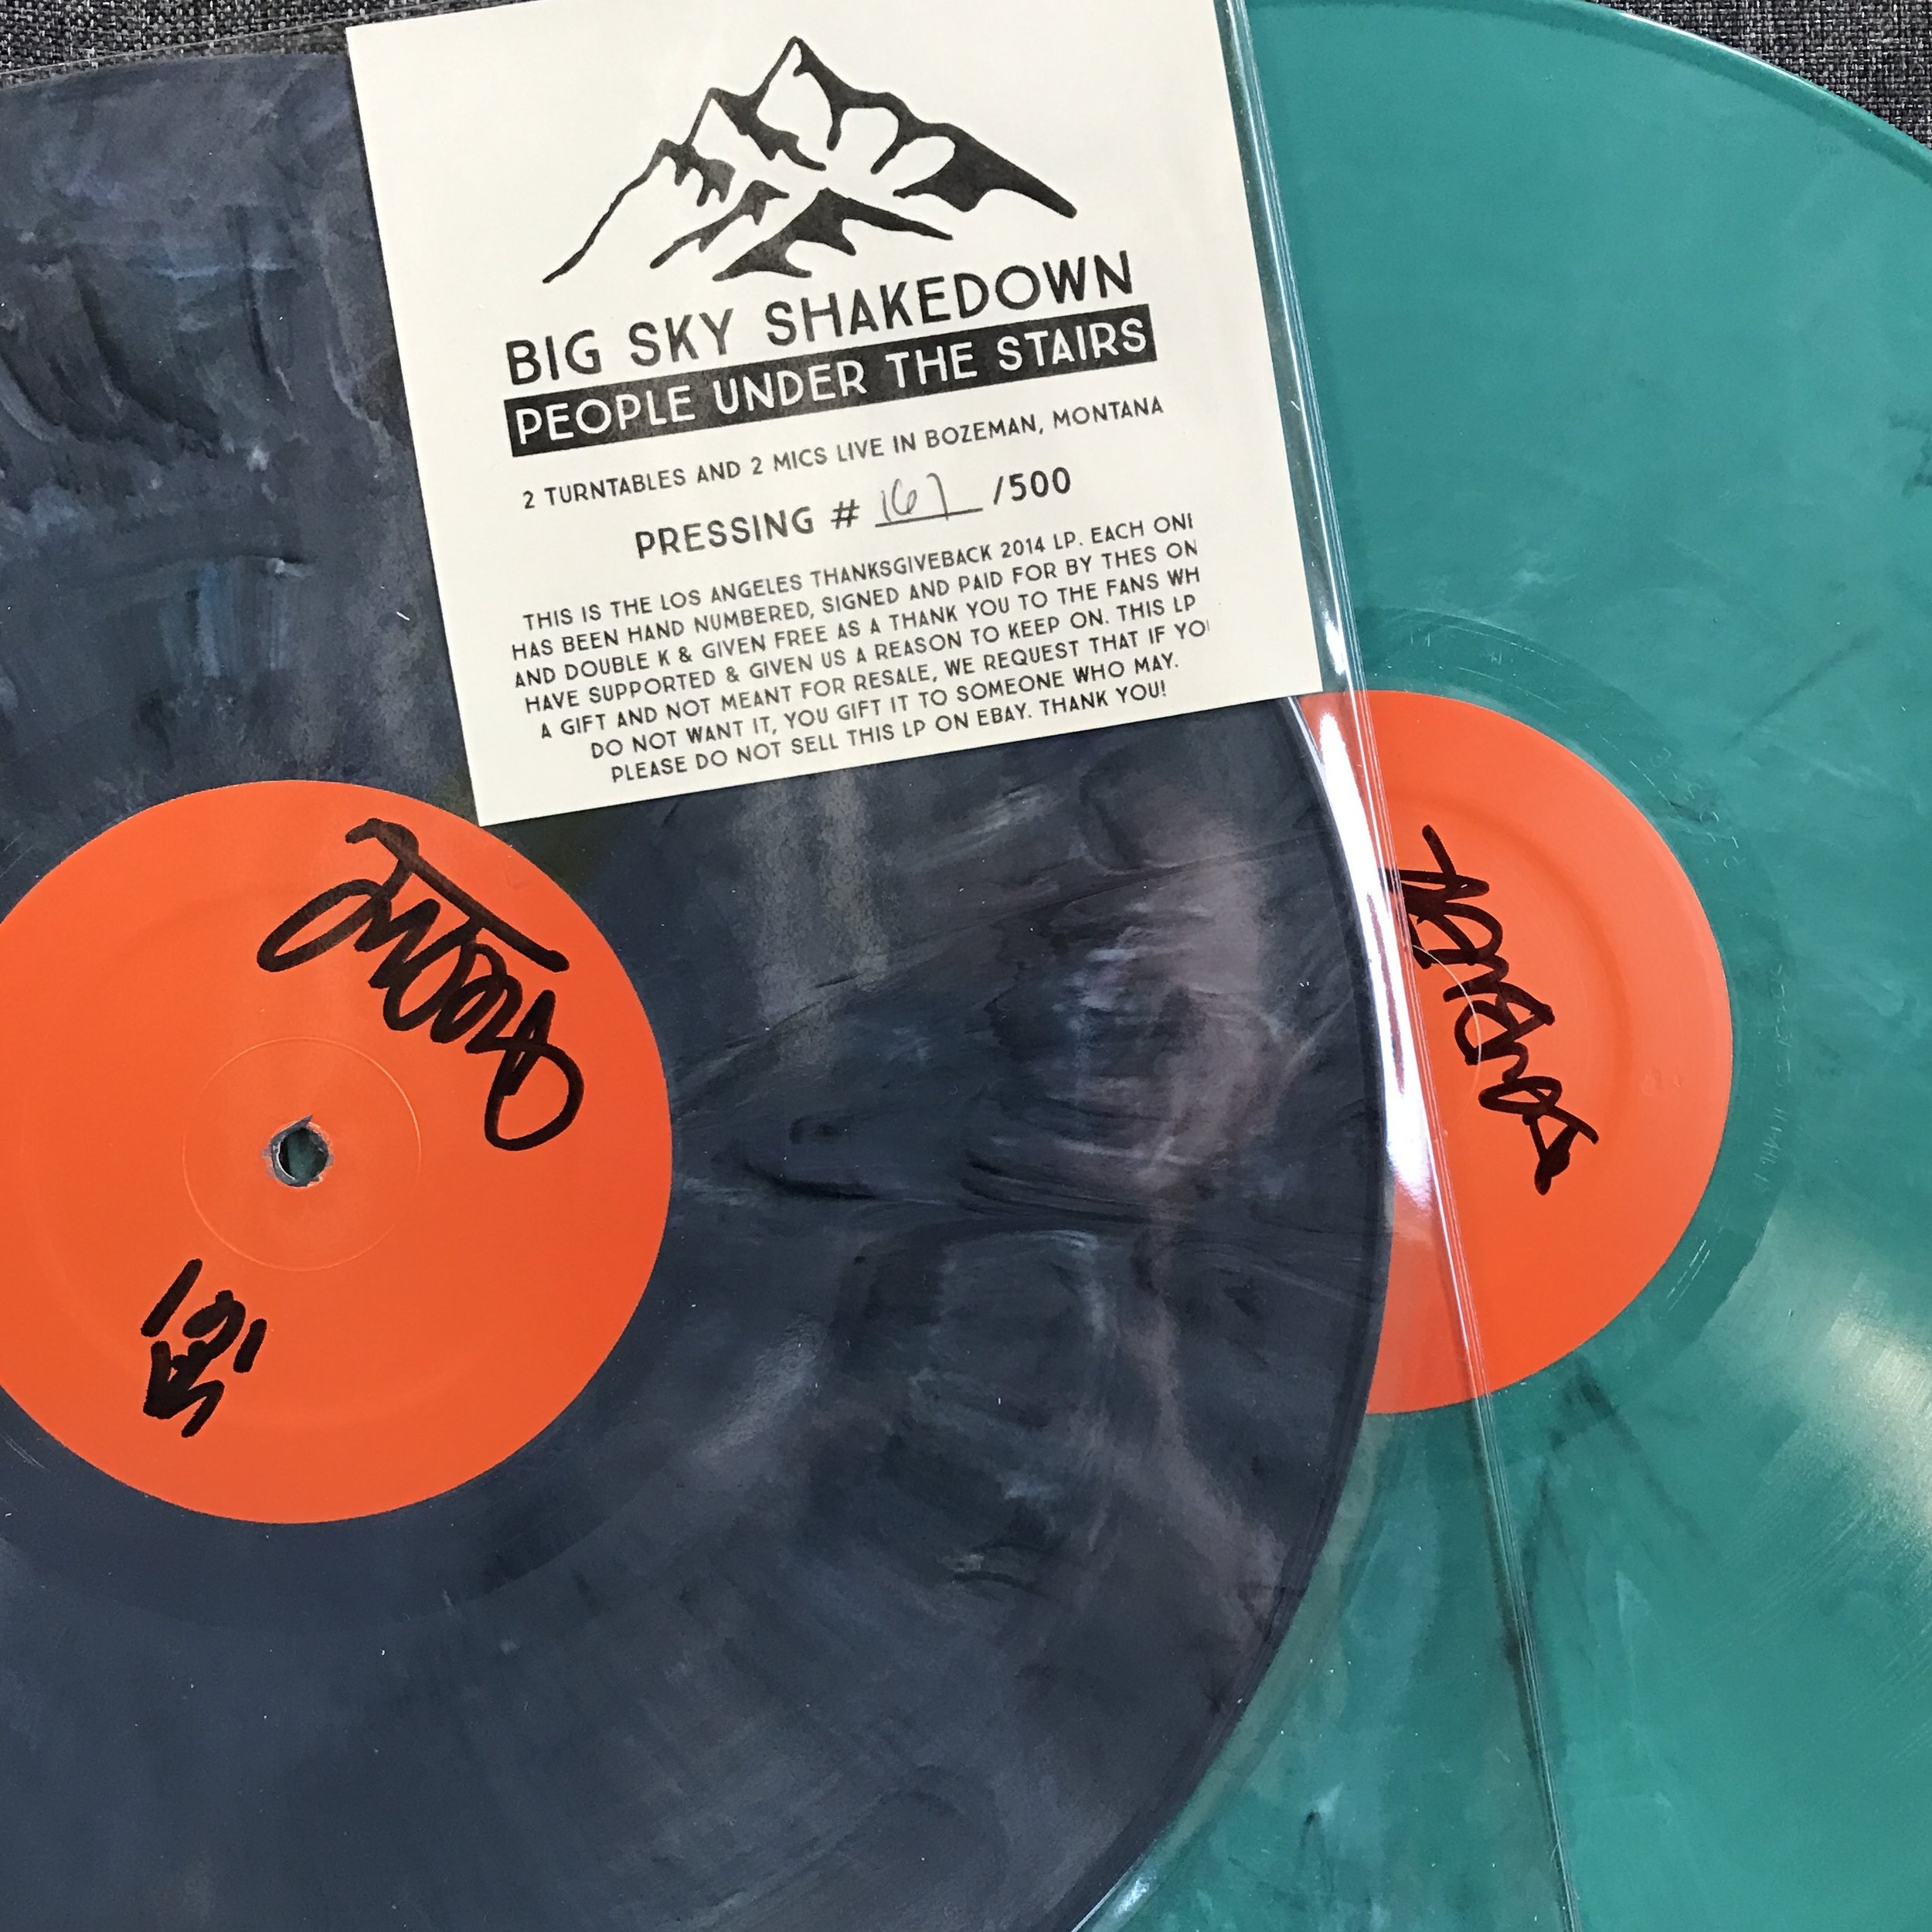 BIG SKY SHAKEDOWN
PEOPLE UNDER THE STAIRS
2 TURNTABLES AND 2 MICS LIVE IN BOZEMAN, MONTANA
PRESSING # 167 /500
THIS IS THE LOS ANGELES THANKSGIVEBACK 2014 LP. EACH ON
HAS BEEN HAND NUMBERED, SIGNED AND PAID FOR BY THES ON
AND DOUBLE K & GIVEN FREE AS A THANK YOU TO THE FANS WH
HAVE SUPPORTED & GIVEN US A REASON TO KEEP ON. THIS LP
A GIFT AND NOT MEANT FOR RESALE, WE REQUEST THAT IF YO
DO NOT WANT IT, YOU GIFT IT TO SOMEONE WHO MAY.
PLEASE DO NOT SELL THIS LP ON EBAY. THANK YOU!